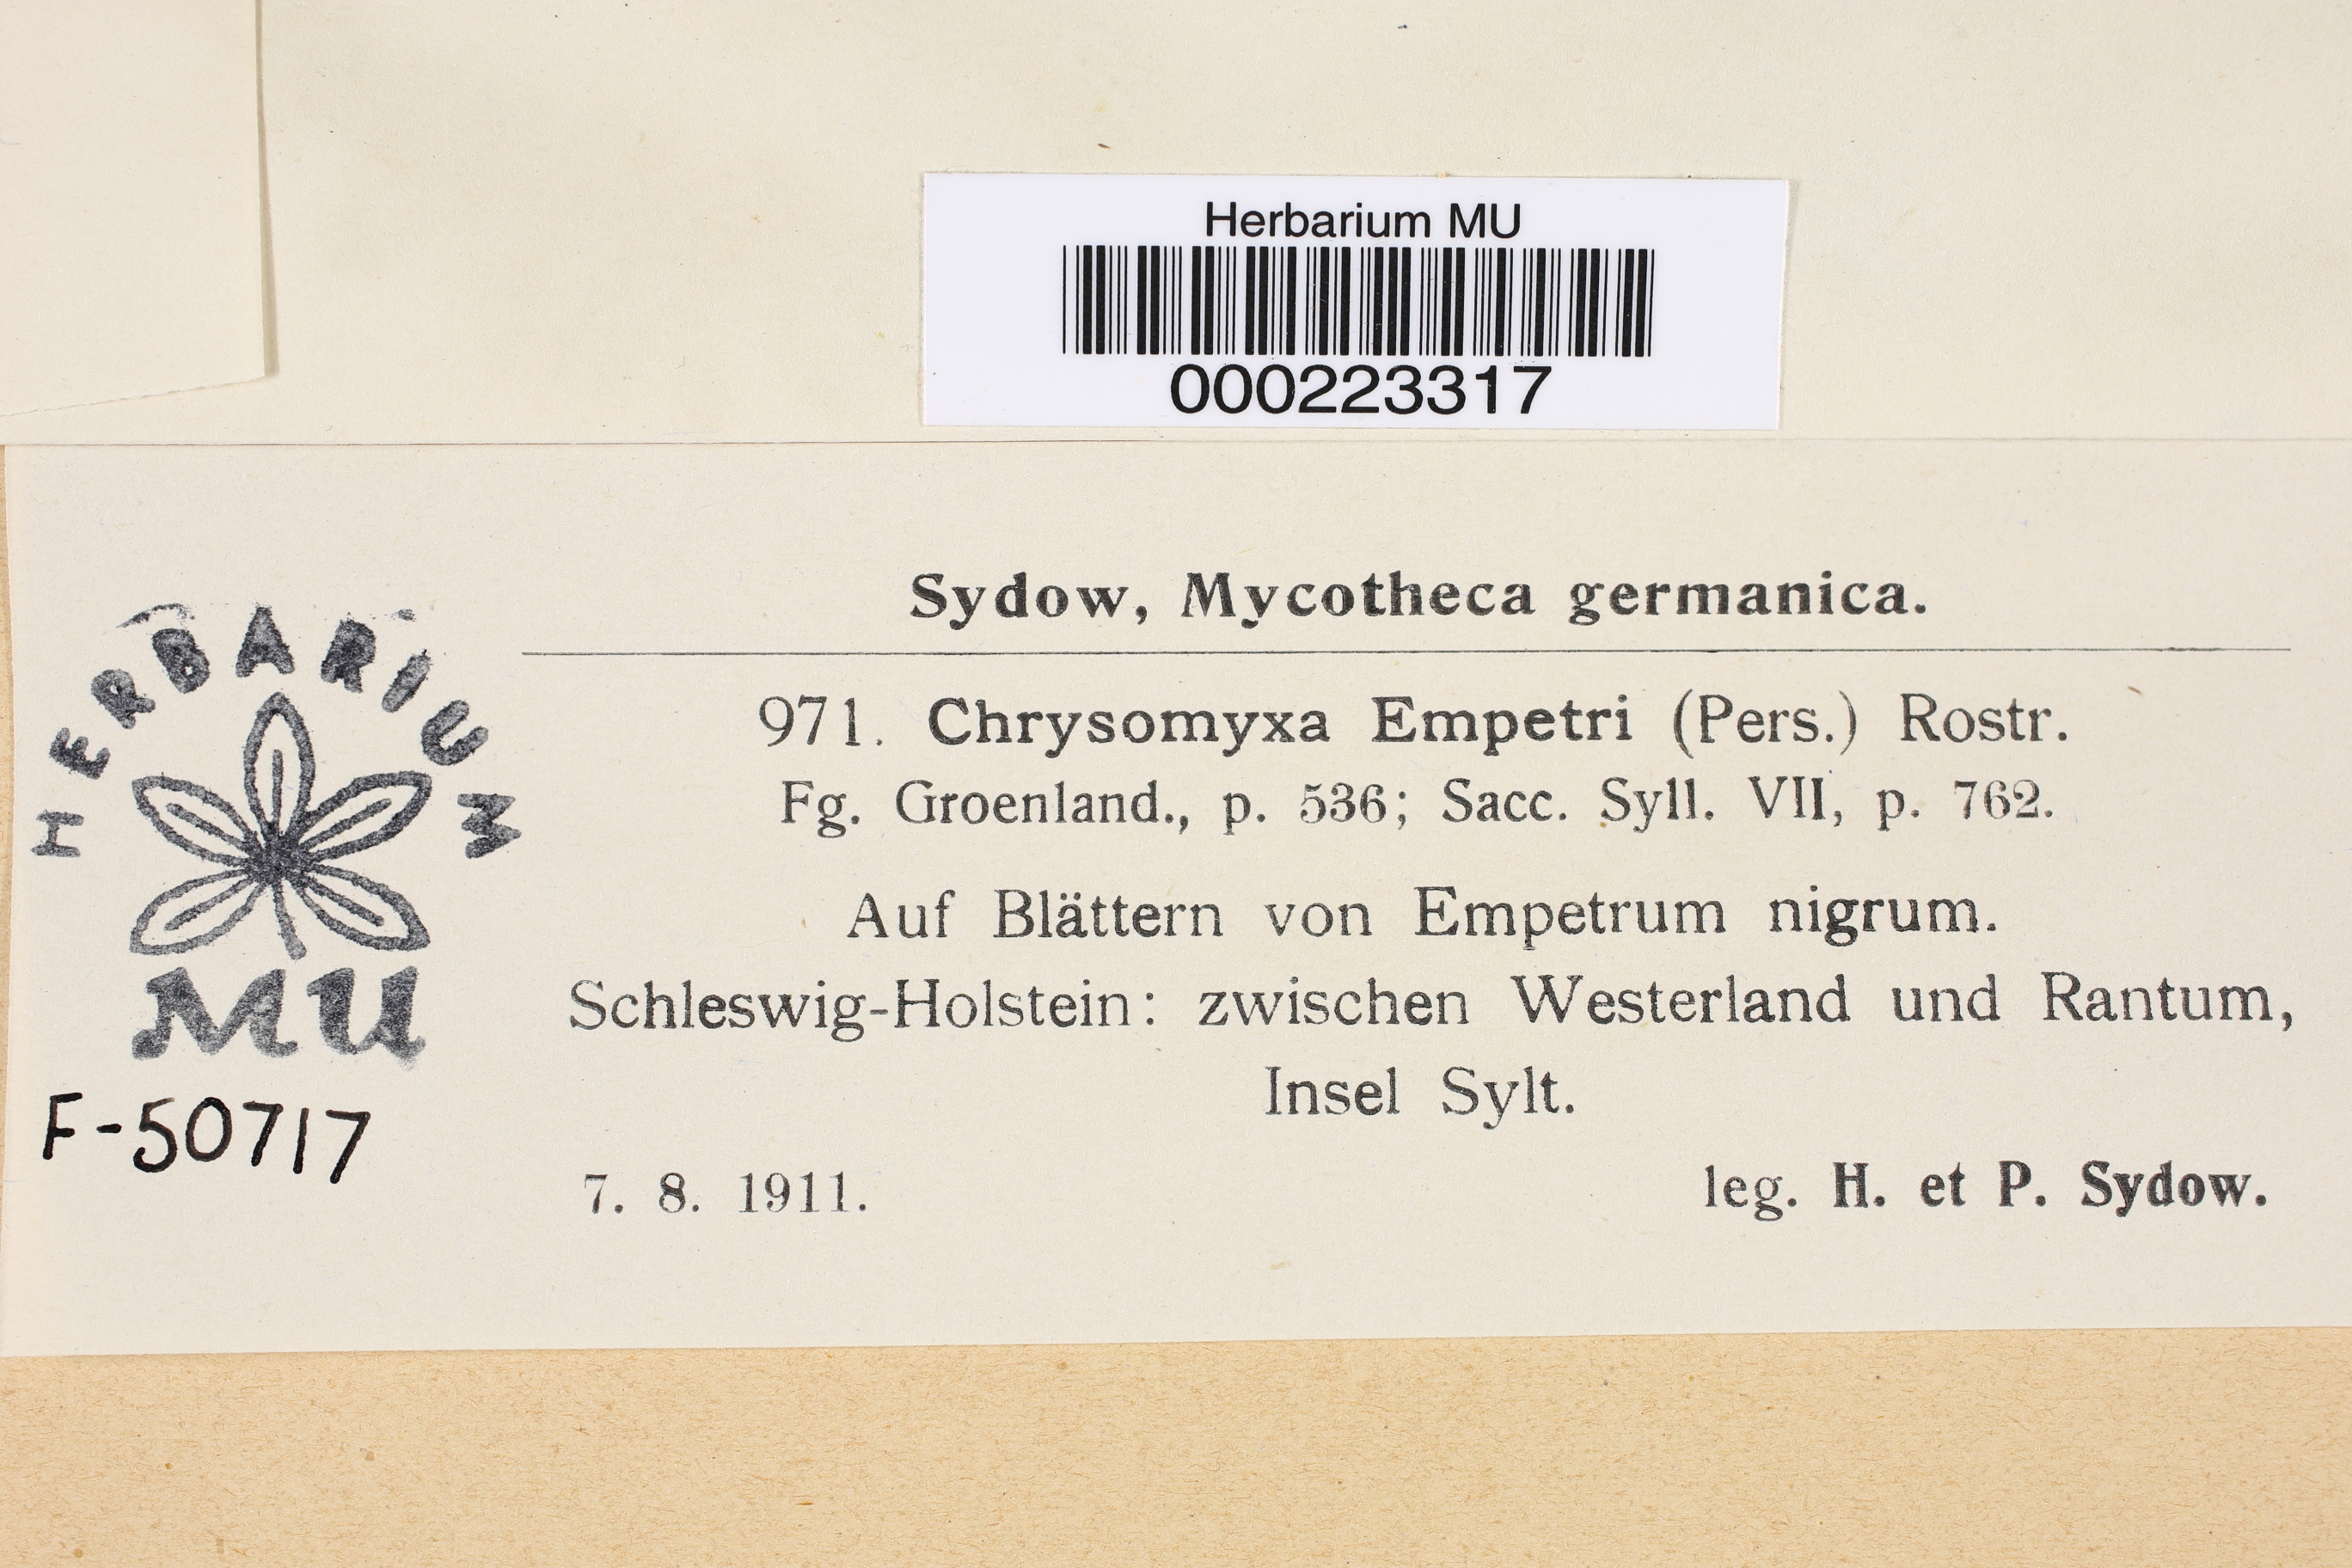 Herbarium MU
000223317
Sydow, Mycotheca germanica.
971. Chrysomyxa Empetri (Pers.) Rostr.
Fg. Groenland., p. 536; Sacc. Syll. VII, p. 762.
Auf Blättern von Empetrum nigrum.
Schleswig-Holstein: zwischen Westerland und Rantum,
Insel Sylt.
7. 8. 1911. leg. H. et P. Sydow.
HERBARIUM
MU
F-50717